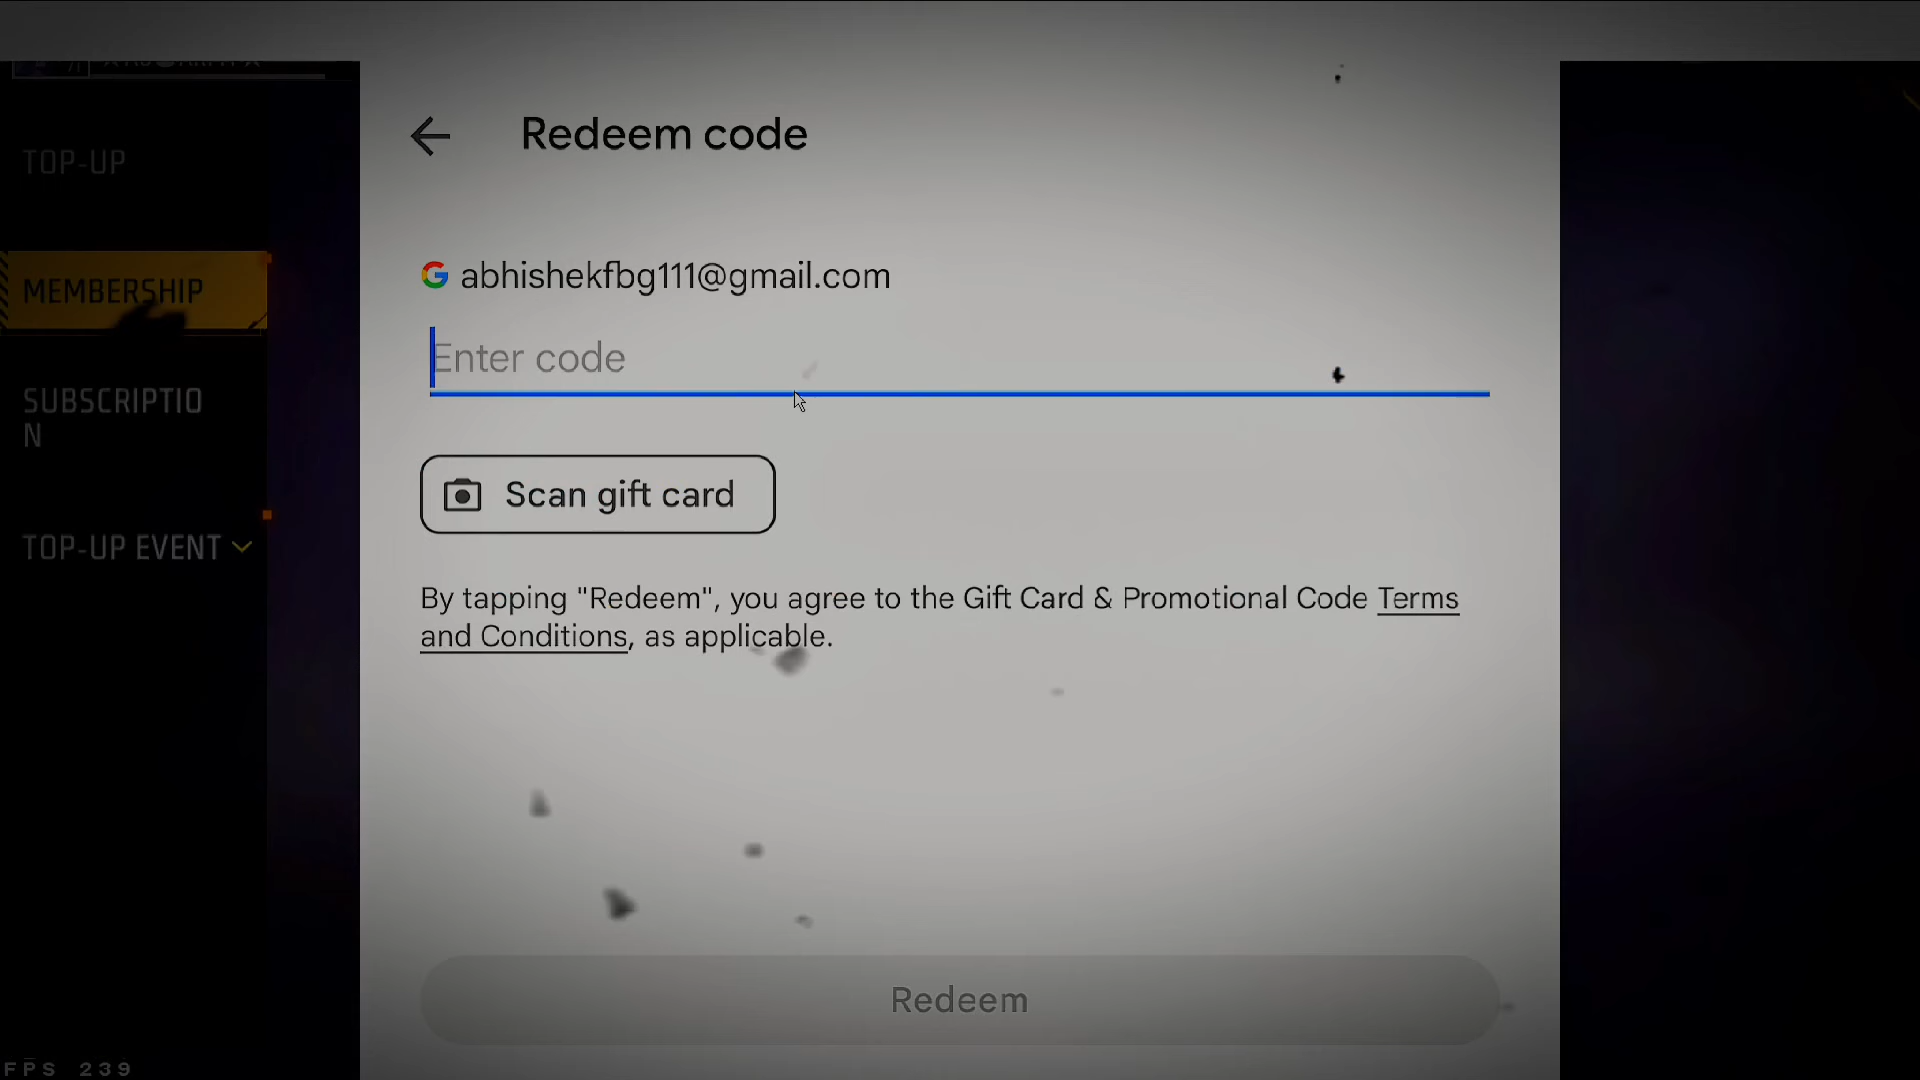 Redeem code
TOP-UP
abhishekfbg111@gmail.com
MEMBERSHIP
Enter code
SUBSCRIPTIO
N
Scan gift card
TOP-UP EVENT
By tapping "Redeem", you agree to the Gift Card & Promotional Code Terms
and Conditions, as applicable.
Redeem
FPS 239